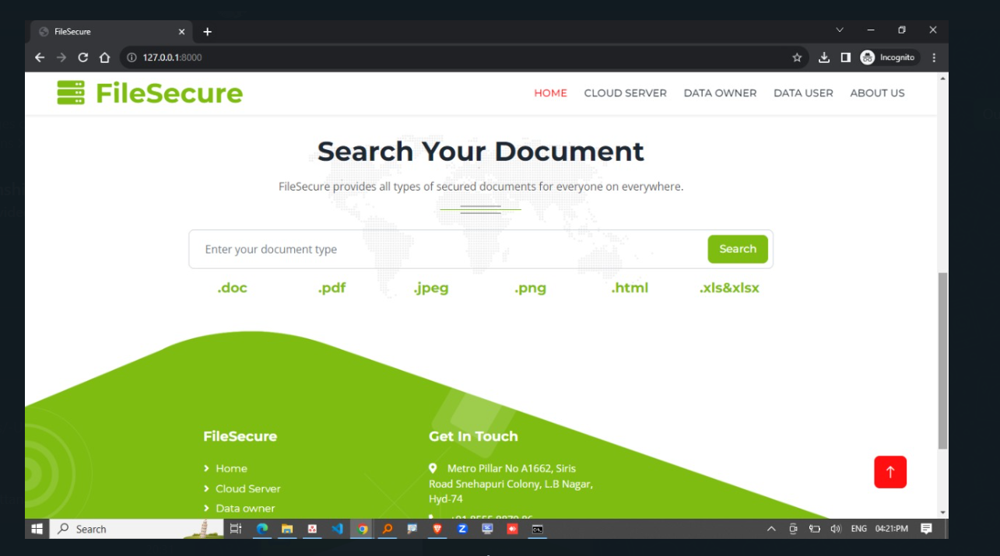 FileSecure
127.0.0.1:8000
Incognito
FileSecure
HOME CLOUD SERVER DATA OWNER DATA USER ABOUT US
Search Your Document
FileSecure provides all types of secured documents for everyone on everywhere.
Enter your document type
Search
.doc .pdf .jpeg .png .html .xls&xlsx
FileSecure
Home
Cloud Server
Data owner
Get In Touch
Metro Pillar No A1662, Siris
Road Snehapuri Colony, L.B Nagar,
Hyd-74
Search
ENG 04:21:PM